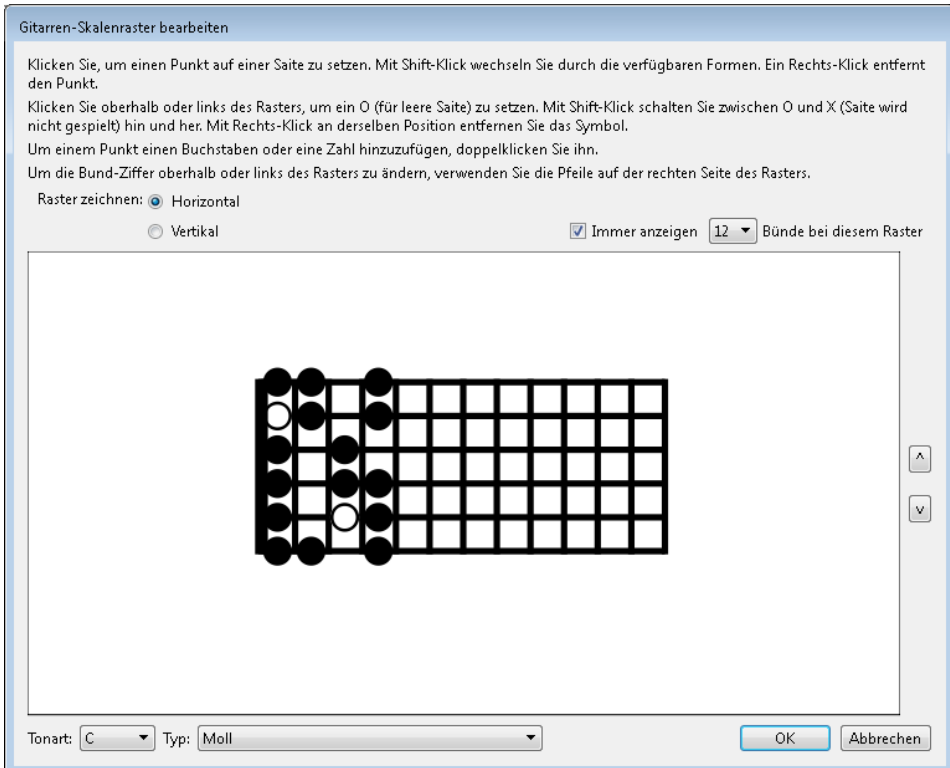 Gitarren-Skalenraster bearbeiten
Klicken Sie, um einen Punkt auf einer Saite zu setzen. Mit Shift-Klick wechseln Sie durch die verfügbaren Formen. Ein Rechts-Klick entfernt
den Punkt.
Klicken Sie oberhalb oder links des Rasters, um ein O (für leere Saite) zu setzen. Mit Shift-Klick schalten Sie zwischen O und X (Saite wird
nicht gespielt) hin und her. Mit Rechts-Klick an derselben Position entfernen Sie das Symbol.
Um einem Punkt einen Buchstaben oder eine Zahl hinzuzufügen, doppelklicken Sie ihn.
Um die Bund-Ziffer oberhalb oder links des Rasters zu ändern, verwenden Sie die Pfeile auf der rechten Seite des Rasters.
Raster zeichnen: Horizontal
Vertikal Immer anzeigen 12 Bünde bei diesem Raster
^
v
Tonart: C Typ: Moll OK Abbrechen